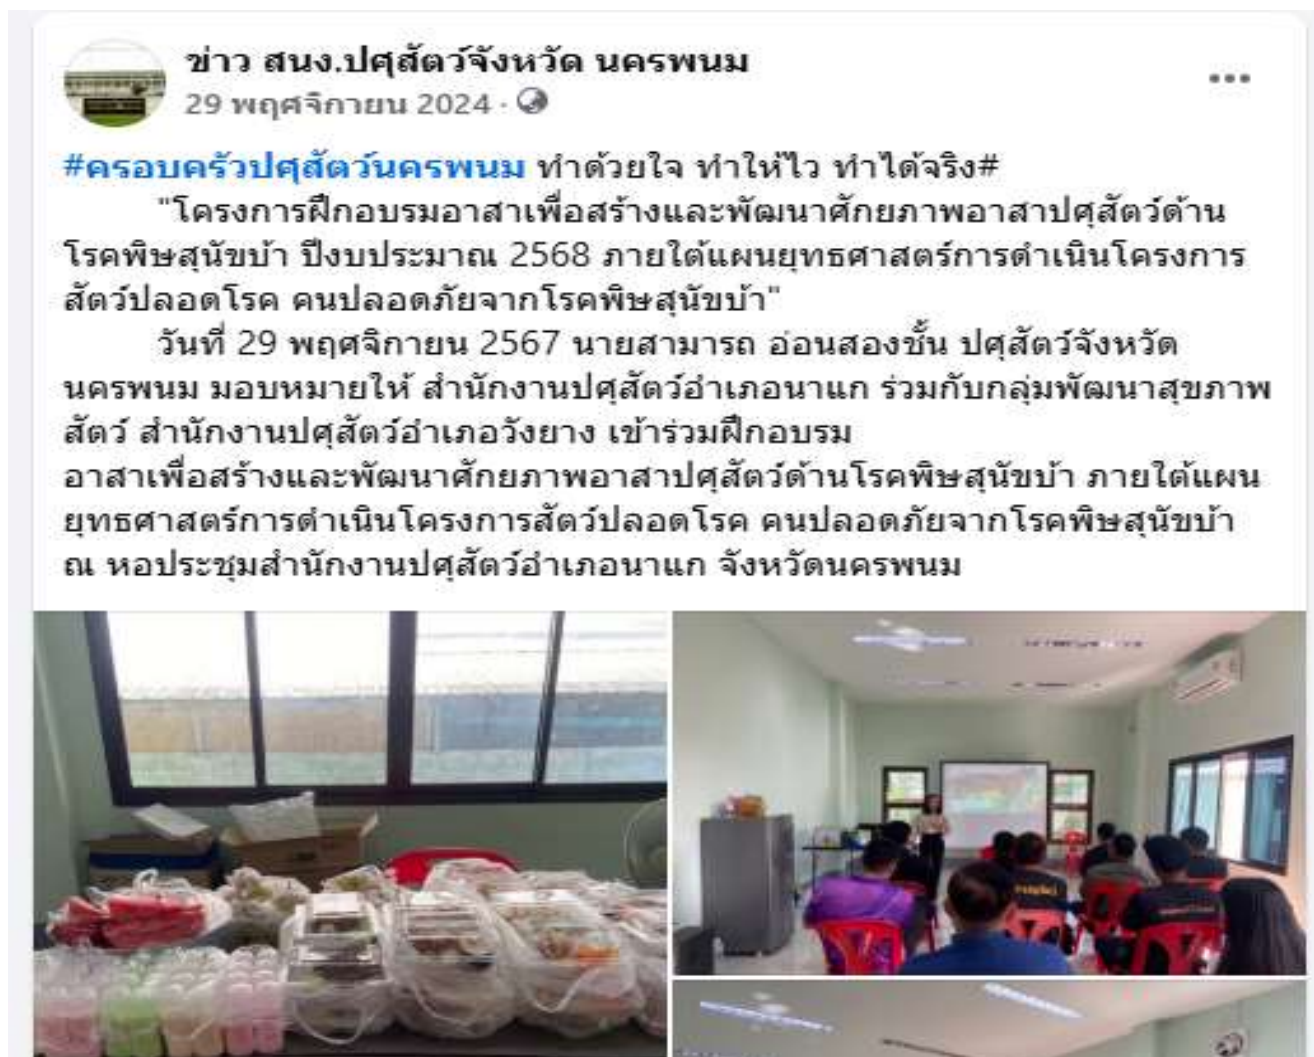 ข่าว สนง.ปศุสัตว์จังหวัด นครพนม
29 พฤศจิกายน 2024 ·
#ครอบครัวปศุสัตว์นครพนม ทำด้วยใจ ทำให้ไว ทำได้จริง#
"โครงการฝึกอบรมอาสาเพื่อสร้างและพัฒนาศักยภาพอาสาปศุสัตว์ด้าน
โรคพิษสุนัขบ้า ปีงบประมาณ 2568 ภายใต้แผนยุทธศาสตร์การดำเนินโครงการ
สัตว์ปลอดโรค คนปลอดภัยจากโรคพิษสุนัขบ้า"
วันที่ 29 พฤศจิกายน 2567 นายสามารถ อ่อนสองชั้น ปศุสัตว์จังหวัด
นครพนม มอบหมายให้ สำนักงานปศุสัตว์อำเภอนาแก ร่วมกับกลุ่มพัฒนาสุขภาพ
สัตว์ สำนักงานปศุสัตว์อำเภอวังยาง เข้าร่วมฝึกอบรม
อาสาเพื่อสร้างและพัฒนาศักยภาพอาสาปศุสัตว์ด้านโรคพิษสุนัขบ้า ภายใต้แผน
ยุทธศาสตร์การดำเนินโครงการสัตว์ปลอดโรค คนปลอดภัยจากโรคพิษสุนัขบ้า
ณ หอประชุมสำนักงานปศุสัตว์อำเภอนาแก จังหวัดนครพนม